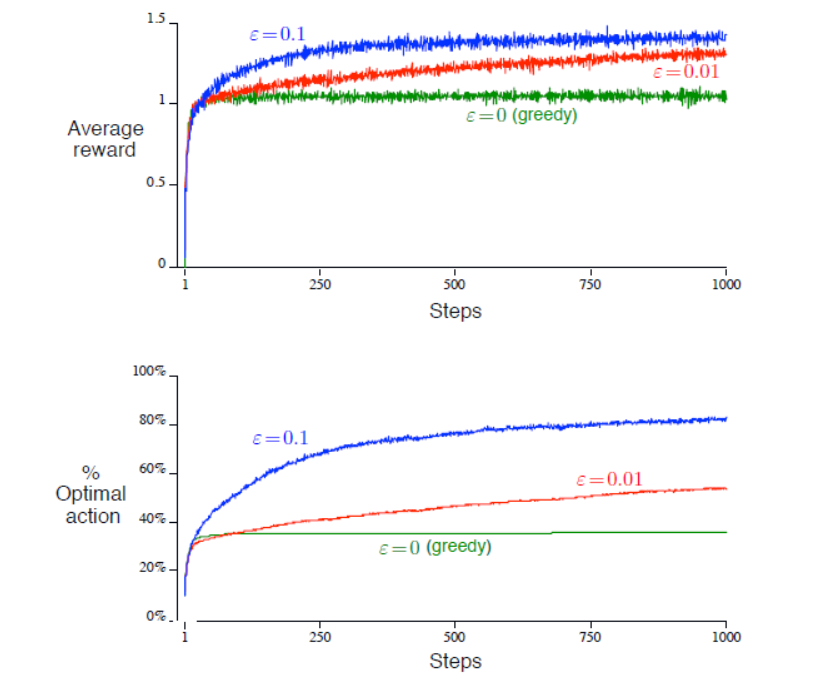 1.5
ε=0.1
ε=0.01
1
Average
reward
ε=0 (greedy)
0.5
0
1 250 500 750 1000
Steps
100%
80%
ε=0.1
%
Optimal
action
60%
ε=0.01
40%
ε=0 (greedy)
20%
0%
1 250 500 750 1000
Steps